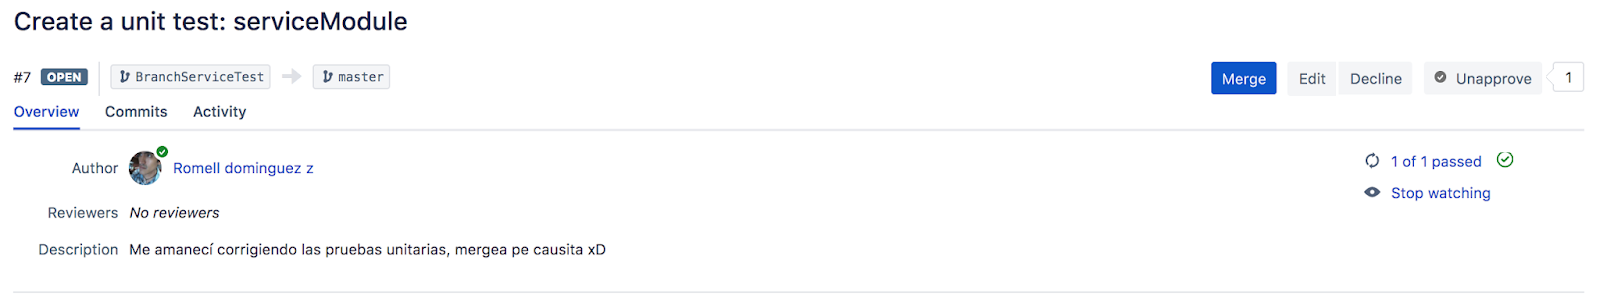 Create a unit test: serviceModule
#7 OPEN BranchServiceTest master Merge Edit Decline Unapprove 1
Overview Commits Activity
Author Romell dominguez z 1 of 1 passed
Stop watching
Reviewers No reviewers
Description Me amanecí corrigiendo las pruebas unitarias, mergea pe causita xD